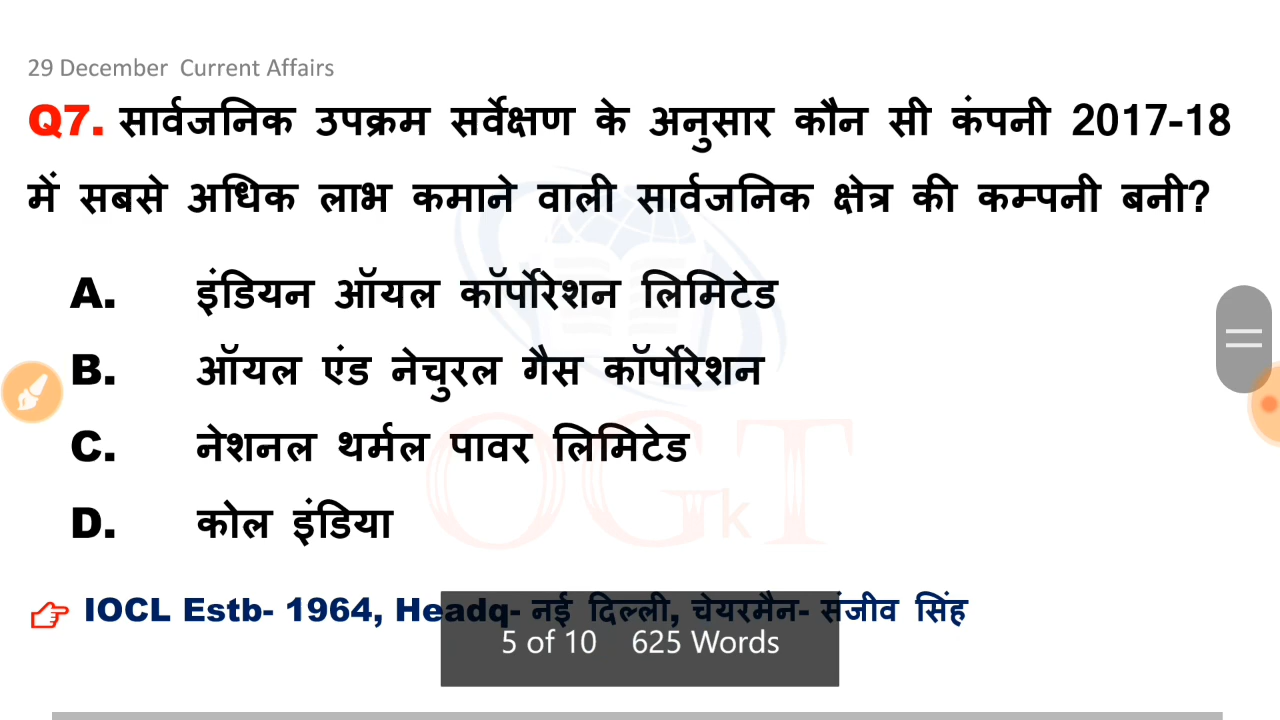 29 December Current Affairs
Q7. सार्वजनिक उपक्रम सर्वेक्षण के अनुसार कौन सी कंपनी 2017-18
में सबसे अधिक लाभ कमाने वाली सार्वजनिक क्षेत्र की कम्पनी बनी?
A. इंडियन ऑयल कॉर्पोरेशन लिमिटेड
B. ऑयल एंड नेचुरल गैस कॉर्पोरेशन
C. नेशनल थर्मल पावर लिमिटेड
D. कोल इंडिया
OGTk
IOCL Estb- 1964, Headq- नई दिल्ली, चेयरमैन- संजीव सिंह
5 of 10 625 Words